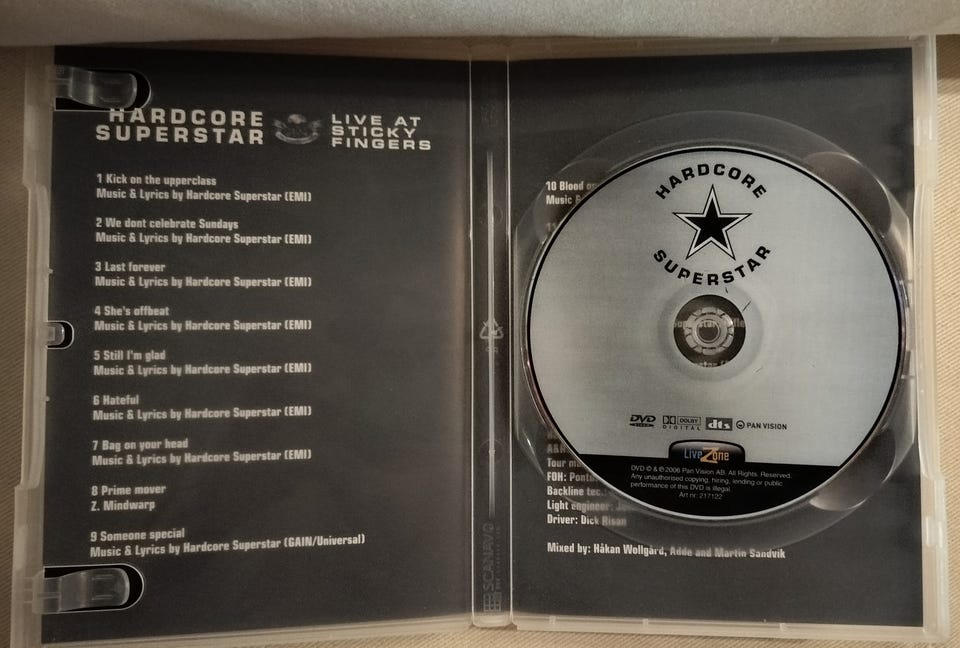 HARDCORE
SUPERSTAR
LIVE AT
STICKY
FINGERS
1 Kick on the upperclass
Music & Lyrics by Hardcore Superstar (EMI)
2 We dont celebrate Sundays
Music & Lyrics by Hardcore Superstar (EMI)
3 Last forever
Music & Lyrics by Hardcore Superstar (EMI)
4 She's offbeat
Music & Lyrics by Hardcore Superstar (EMI)
5 Still I'm glad
Music & Lyrics by Hardcore Superstar (EMI)
6 Hateful
Music & Lyrics by Hardcore Superstar (EMI)
7 Bag on your head
Music & Lyrics by Hardcore Superstar (EMI)
8 Prime mover
Z. Mindwarp
9 Someone special
Music & Lyrics by Hardcore Superstar (GAIN/Universal)
SCANAVO
10 Blood
Music
HARDCORE
SUPERSTAR
DVD DOLBY DIGITAL dts PAN VISION
LiveZone
DVD © & ℗ 2006 Pan Vision AB. All Rights Reserved.
Any unauthorised copying, hiring, lending or public
performance of this DVD is illegal.
Art nr: 217122
Tour
FOH:
Backline
Light engineer:
Driver: Dick Risan
Mixed by: Håkan Wollgård, Adde and Martin Sandvik